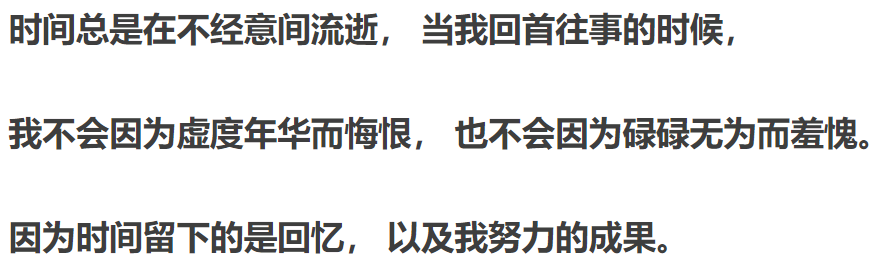 时间总是在不经意间流逝， 当我回首往事的时候，
我不会因为虚度年华而悔恨， 也不会因为碌碌无为而羞愧。
因为时间留下的是回忆， 以及我努力的成果。